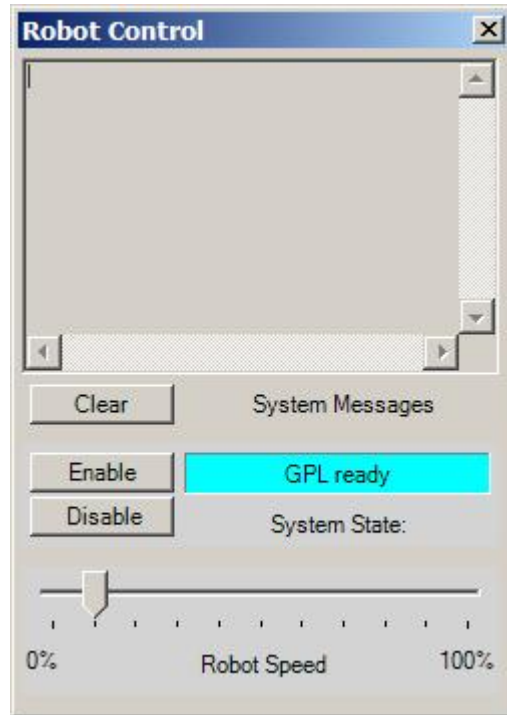 Robot Control
Clear System Messages
Enable GPL ready
Disable System State:
0% Robot Speed 100%